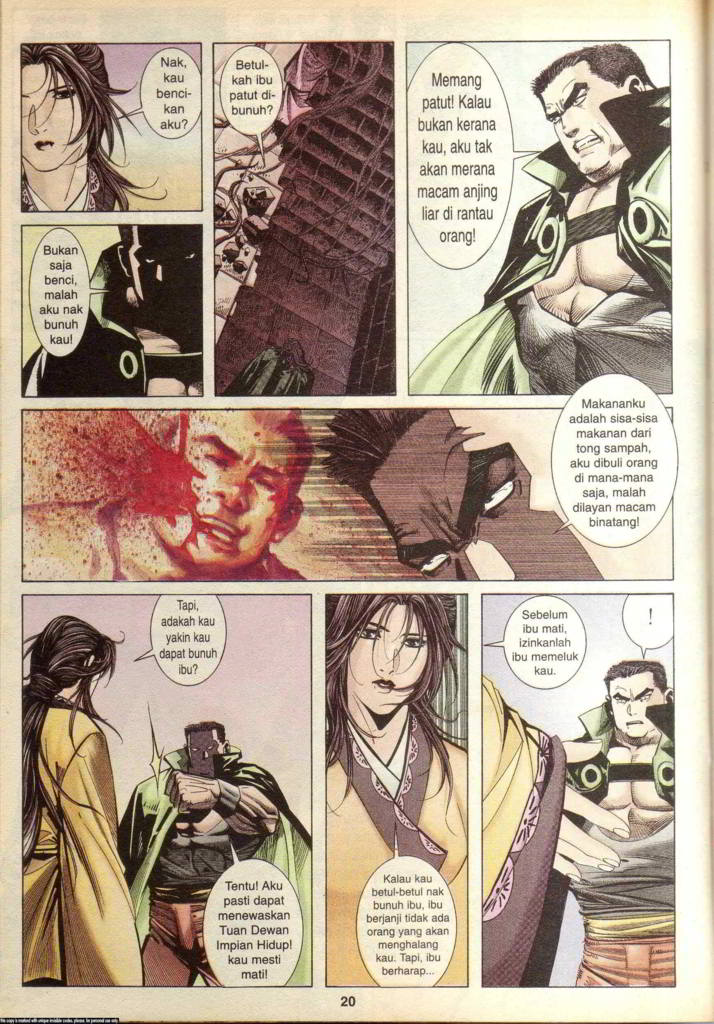 Nak,
kau
benci-
kan
aku?
Betul-
kah ibu
patut di-
bunuh?
Memang
patut! Kalau
bukan kerana
kau, aku tak
akan merana
macam anjing
liar di rantau
orang!
Bukan
saja
benci,
malah
aku nak
bunuh
kau!
Makananku
adalah sisa-sisa
makanan dari
tong sampah,
aku dibuli orang
di mana-mana
saja, malah
dilayan macam
binatang!
Tapi,
adakah kau
yakin kau
dapat bunuh
ibu?
Tentu! Aku
pasti dapat
menewaskan
Tuan Dewan
Impian Hidup!
kau mesti
mati!
Kalau kau
betul-betul nak
bunuh ibu, ibu
berjanji tidak ada
orang yang akan
menghalang
kau. Tapi, ibu
berharap...
Sebelum
ibu mati,
izinkanlah
ibu memeluk
kau.
!
20